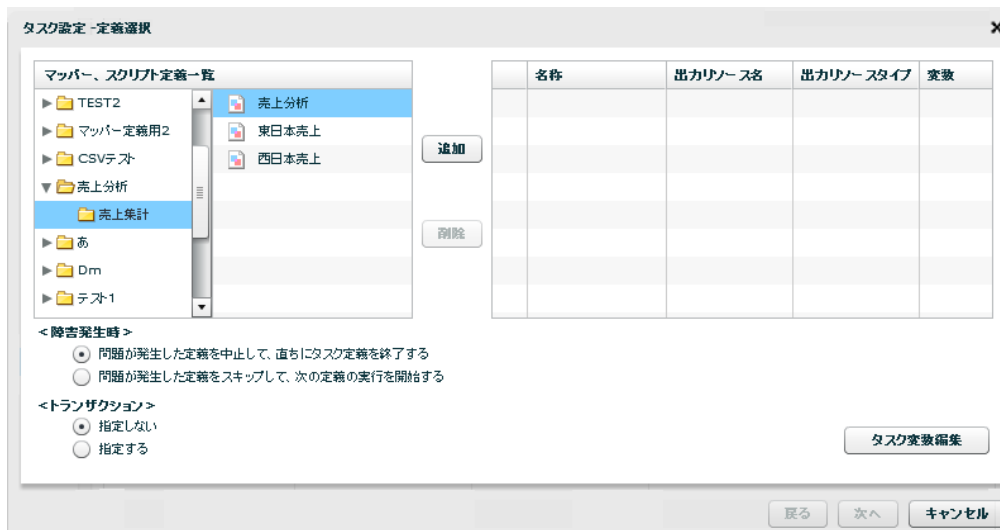 タスク設定 -定義選択
マッパー、スクリプト定義一覧
TEST2
マッパー定義用2
CSVテスト
売上分析
売上集計
あ
Dm
テスト1
売上分析
東日本売上
西日本売上
追加
削除
名称 出力リソース名 出力リソースタイプ 変数
<障害発生時>
問題が発生した定義を中止して、直ちにタスク定義を終了する
問題が発生した定義をスキップして、次の定義の実行を開始する
<トランザクション>
指定しない
指定する
タスク変数編集
戻る 次へ キャンセル